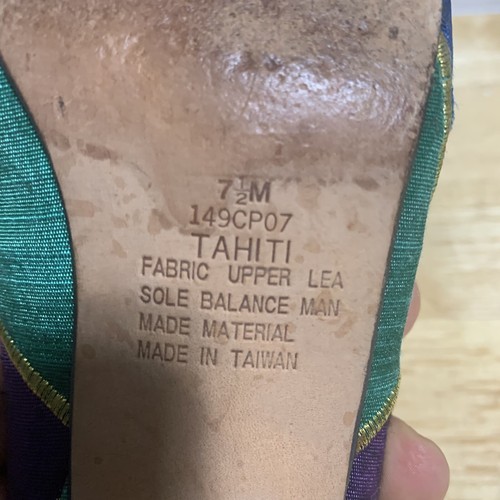 7½M
149CP07
TAHITI
FABRIC UPPER LEA
SOLE BALANCE MAN
MADE MATERIAL
MADE IN TAIWAN